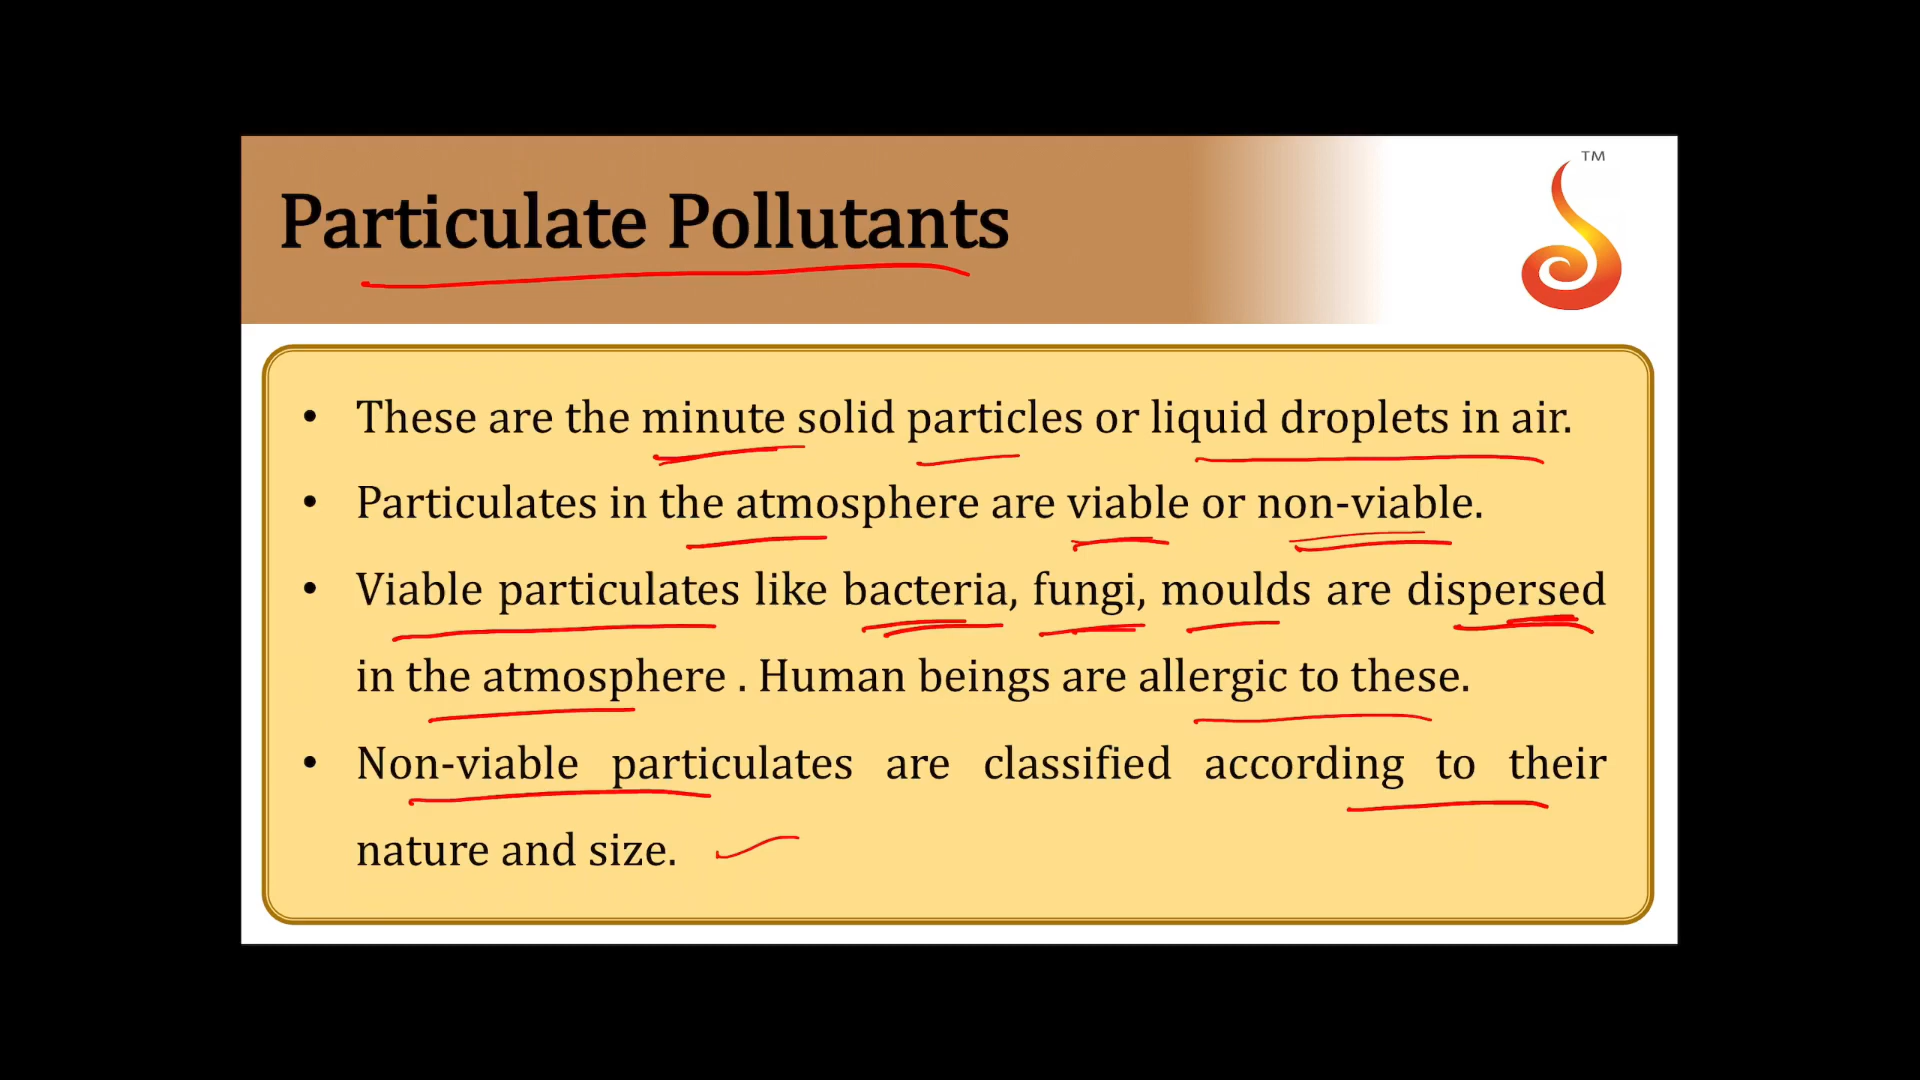 Particulate Pollutants
TM
• These are the minute solid particles or liquid droplets in air.
• Particulates in the atmosphere are viable or non-viable.
• Viable particulates like bacteria, fungi, moulds are dispersed
in the atmosphere . Human beings are allergic to these.
• Non-viable particulates are classified according to their
nature and size.